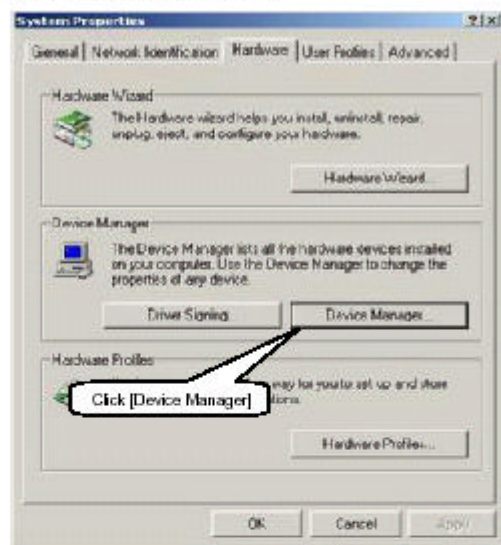 System Properties
General Network Identification Hardware User Profiles Advanced
Hardware Wizard
The Hardware wizard helps you install, uninstall, repair,
unplug, eject, and configure your hardware.
Hardware Wizard...
Device Manager
The Device Manager lists all the hardware devices installed
on your computer. Use the Device Manager to change the
properties of any device.
Driver Signing...
Device Manager...
Hardware Profiles
way for you to set up and store
Click [Device Manager]
Hardware Profiles...
OK Cancel Apply